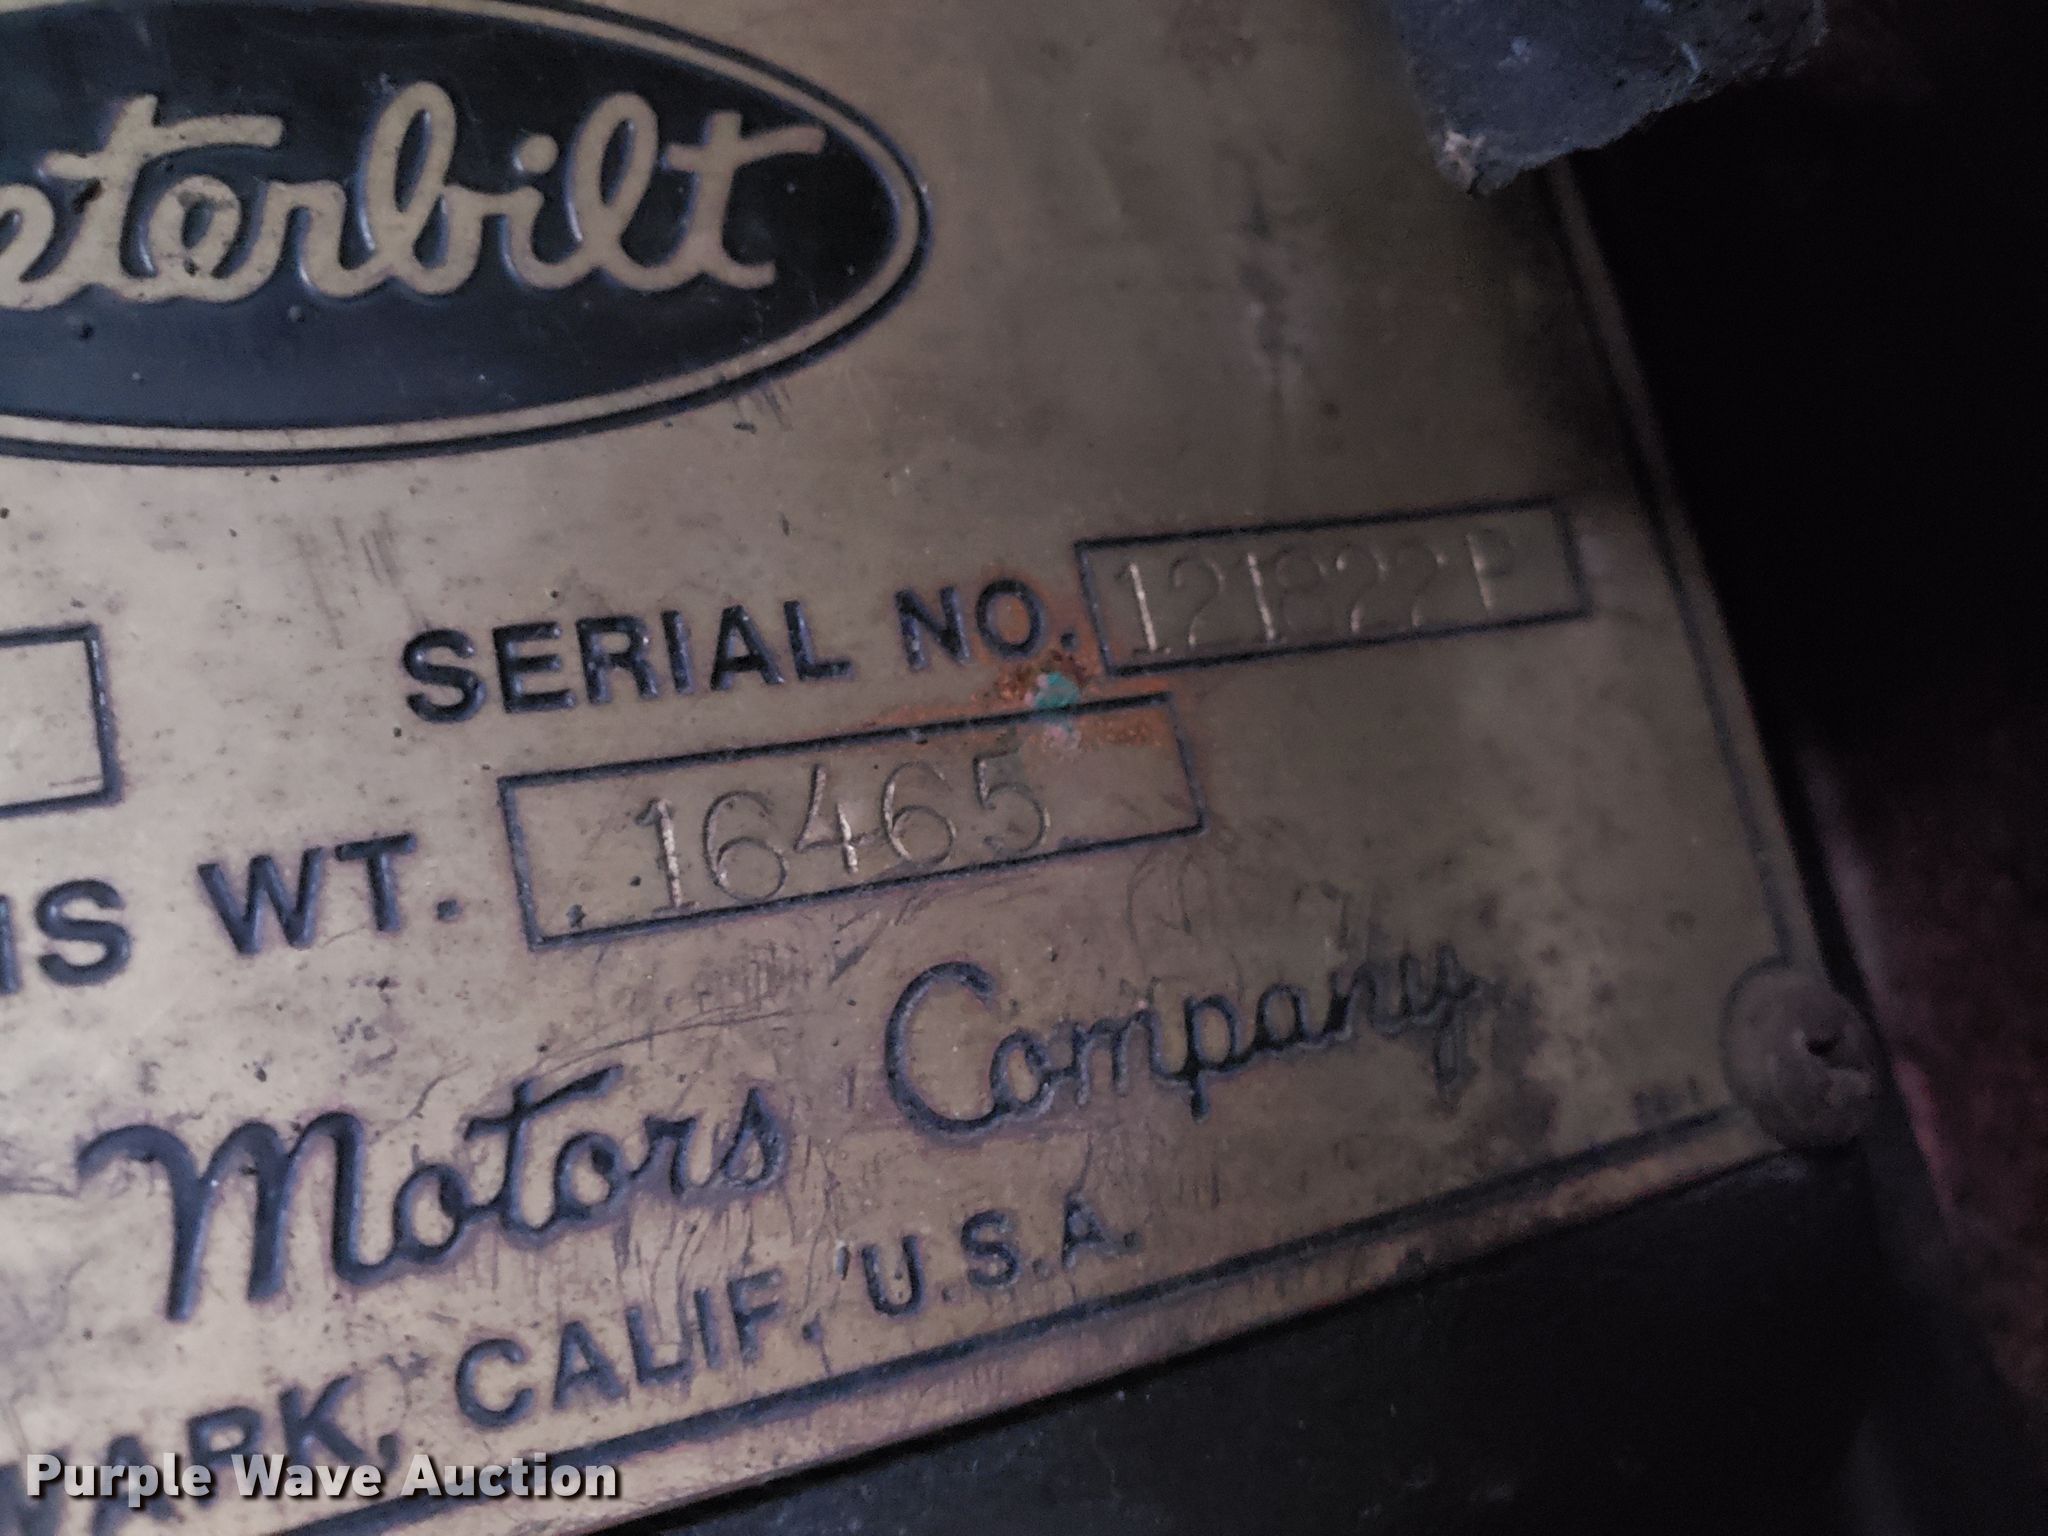 eterbilt
SERIAL NO. 121822P
IS WT. 16465
Motors Company
ARK, CALIF. U.S.A.
Purple Wave Auction